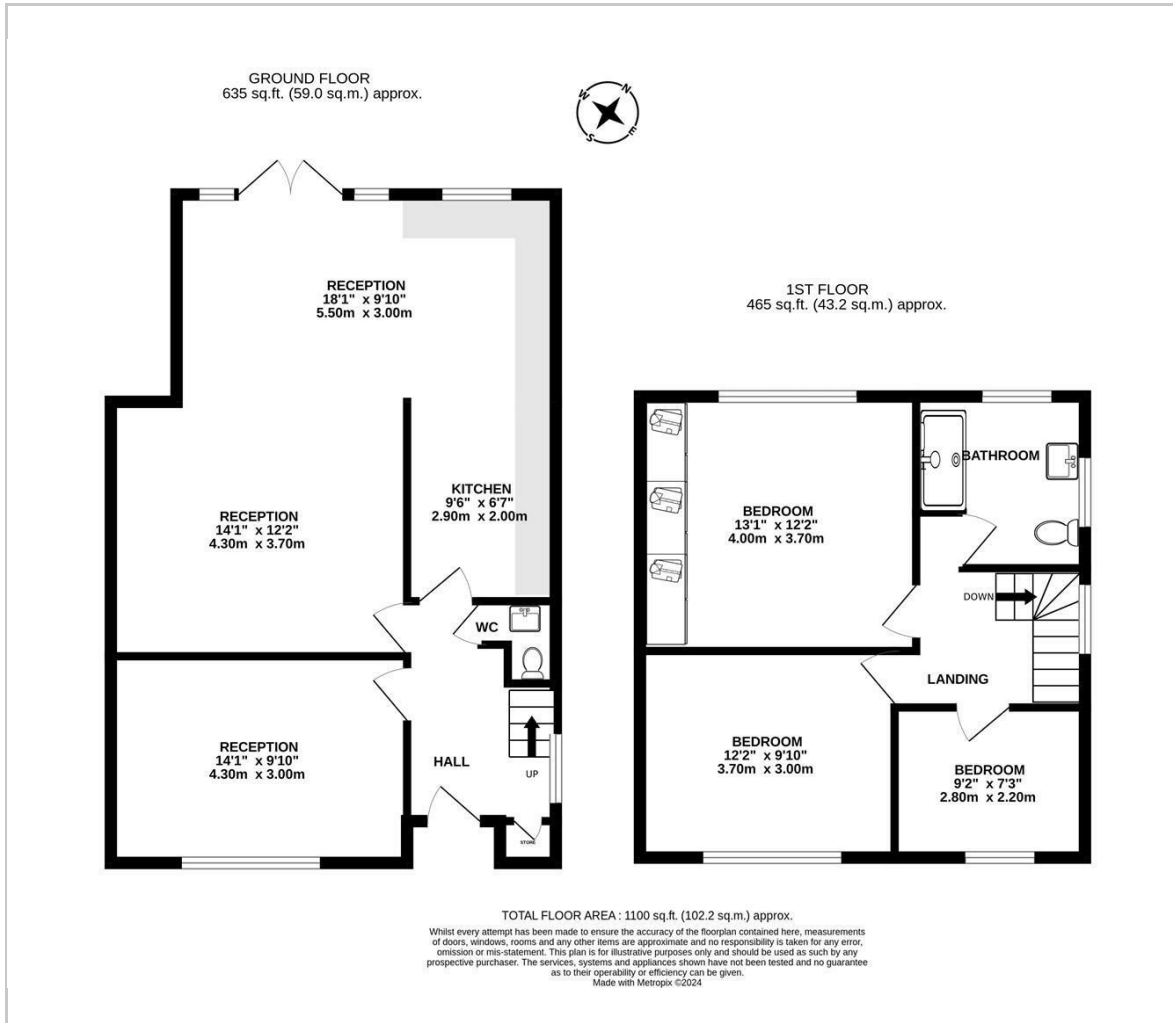 GROUND FLOOR
635 sq.ft. (59.0 sq.m.) approx.
N
W
E
S
RECEPTION
18'1" x 9'10"
5.50m x 3.00m
1ST FLOOR
465 sq.ft. (43.2 sq.m.) approx.
KITCHEN
9'6" x 6'7"
2.90m x 2.00m
RECEPTION
14'1" x 12'2"
4.30m x 3.70m
WC
RECEPTION
14'1" x 9'10"
4.30m x 3.00m
HALL
UP
STORE
BATHROOM
BEDROOM
13'1" x 12'2"
4.00m x 3.70m
DOWN
LANDING
BEDROOM
12'2" x 9'10"
3.70m x 3.00m
BEDROOM
9'2" x 7'3"
2.80m x 2.20m
TOTAL FLOOR AREA : 1100 sq.ft. (102.2 sq.m.) approx.
Whilst every attempt has been made to ensure the accuracy of the floorplan contained here, measurements
of doors, windows, rooms and any other items are approximate and no responsibility is taken for any error,
omission or mis-statement. This plan is for illustrative purposes only and should be used as such by any
prospective purchaser. The services, systems and appliances shown have not been tested and no guarantee
as to their operability or efficiency can be given.
Made with Metropix ©2024